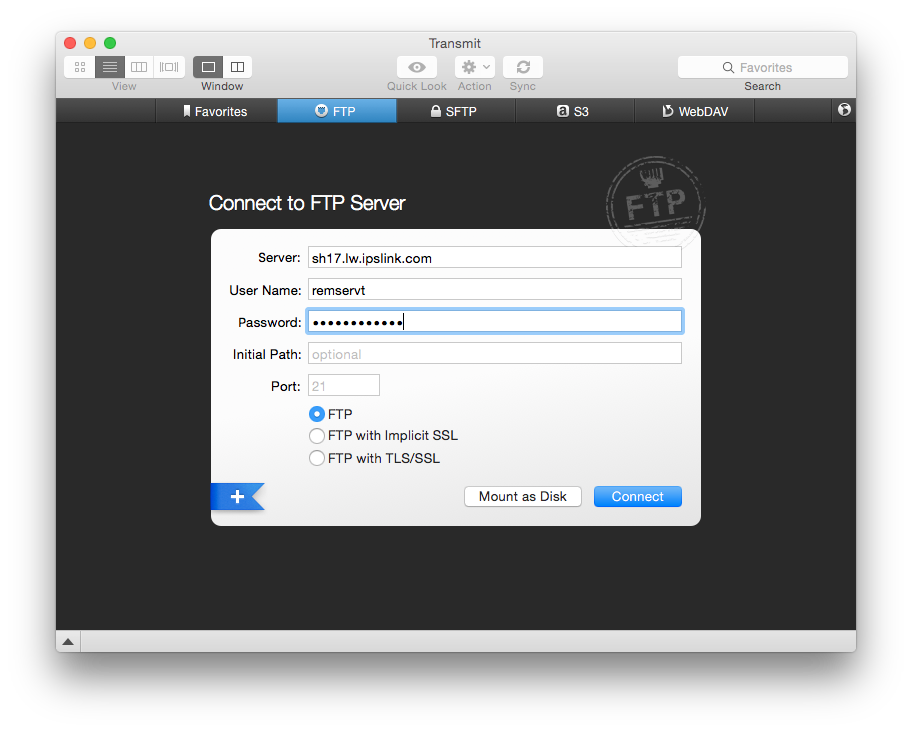 Transmit
Favorites
View Window Quick Look Action Sync Search
Favorites FTP SFTP S3 WebDAV
FTP
Connect to FTP Server
Server: sh17.lw.ipslink.com
User Name: remservt
Password: ••••••••••••
Initial Path: optional
Port: 21
FTP
FTP with Implicit SSL
FTP with TLS/SSL
Mount as Disk Connect